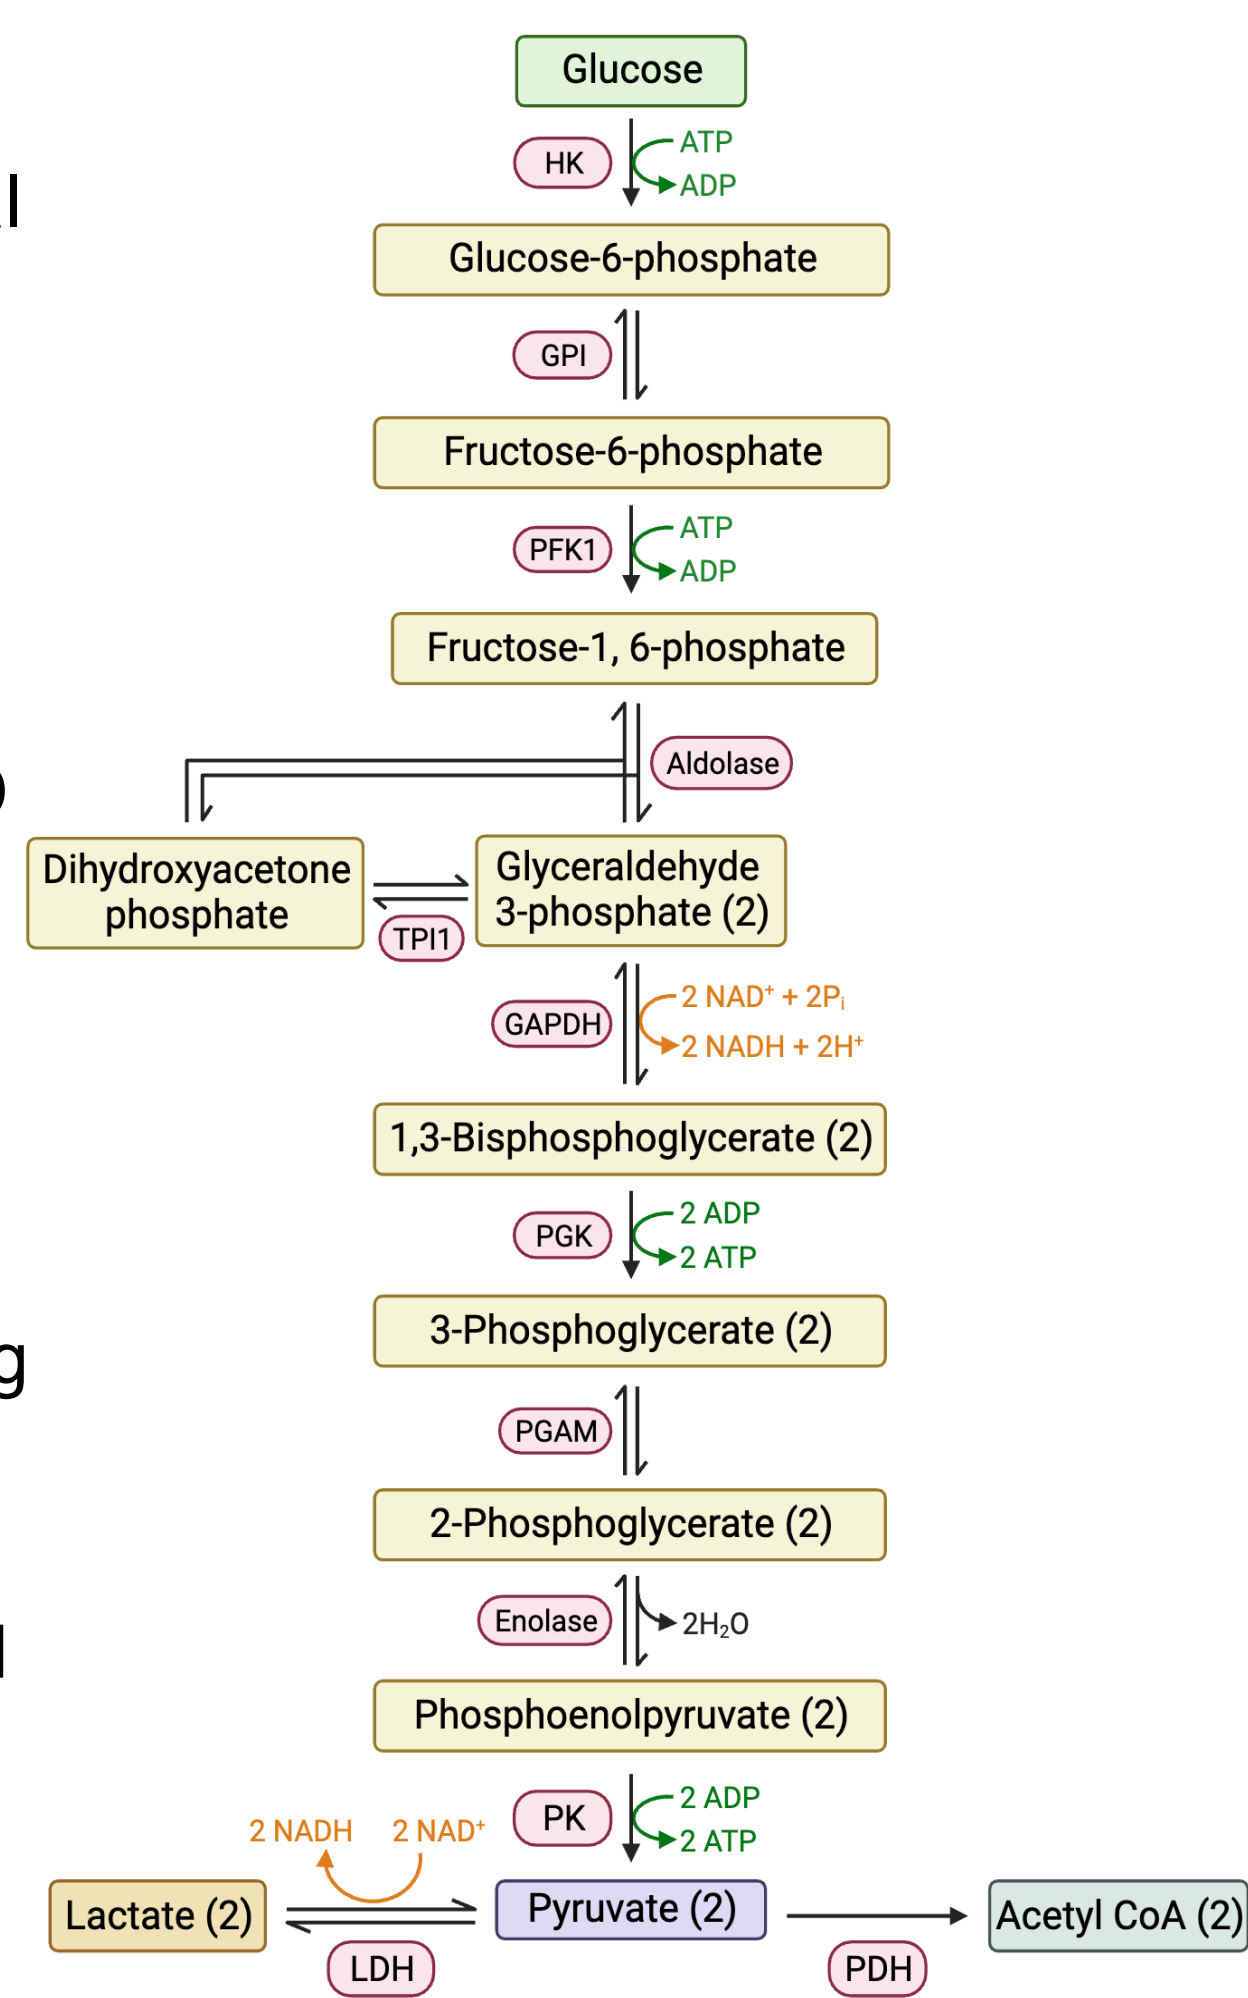 Glucose
HK
ATP
ADP
l
Glucose-6-phosphate
GPI
Fructose-6-phosphate
PFK1
ATP
ADP
Fructose-1, 6-phosphate
Aldolase
Dihydroxyacetone
phosphate
TPI1
Glyceraldehyde
3-phosphate (2)
GAPDH
2 NAD⁺ + 2Pᵢ
2 NADH + 2H⁺
1,3-Bisphosphoglycerate (2)
PGK
2 ADP
2 ATP
3-Phosphoglycerate (2)
g
PGAM
2-Phosphoglycerate (2)
Enolase
2H₂O
Phosphoenolpyruvate (2)
PK
2 ADP
2 ATP
2 NADH
2 NAD⁺
Lactate (2)
LDH
Pyruvate (2)
PDH
Acetyl CoA (2)